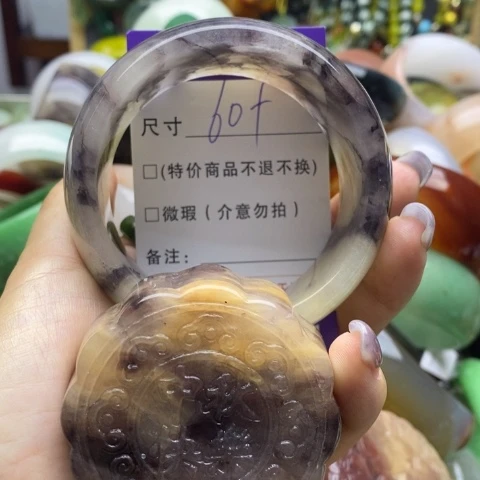 尺寸 60+
□(特价商品不退不换)
□微瑕(介意勿拍)
备注: